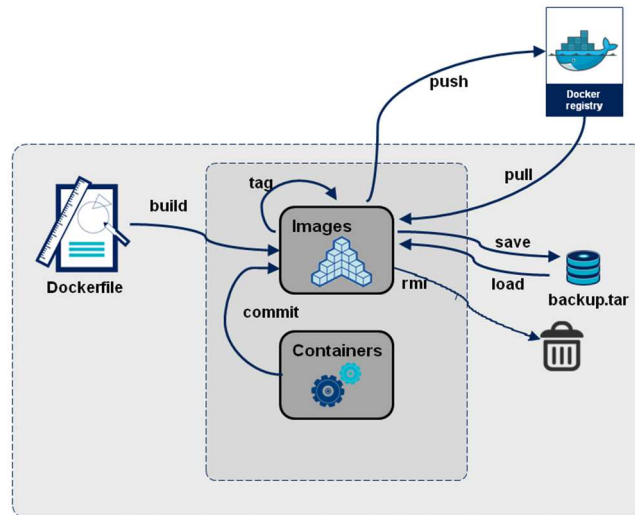 push
Docker
registry
tag
pull
build
Images
save
Dockerfile
rmi
load
backup.tar
commit
Containers